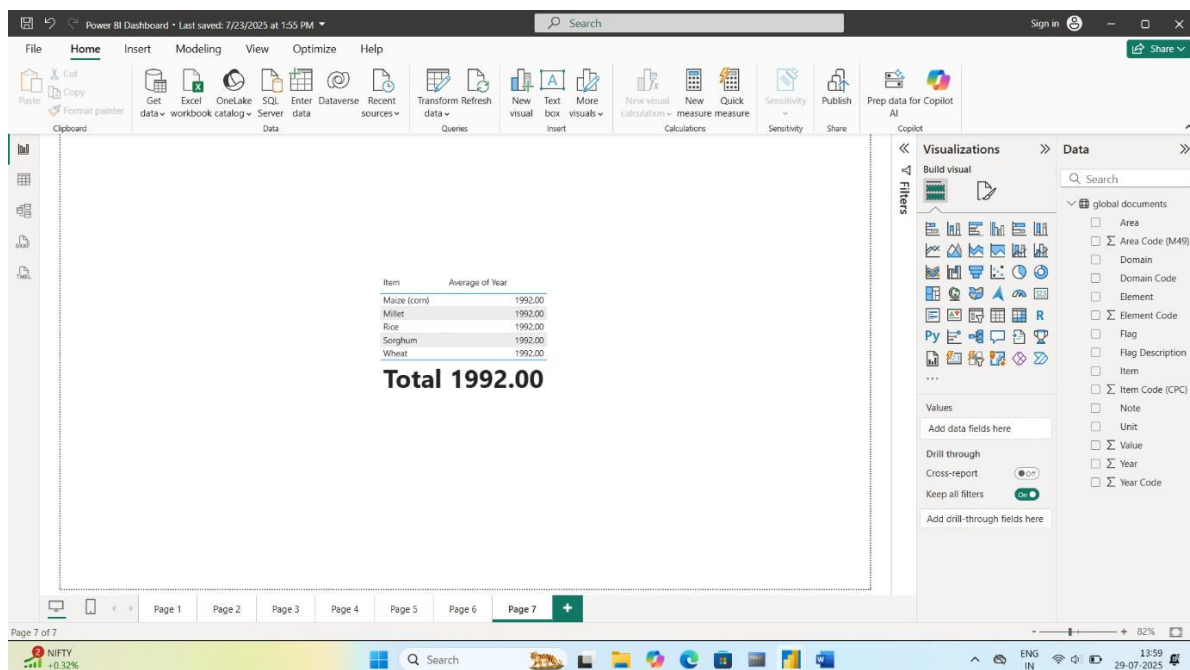 Power BI Dashboard • Last saved: 7/23/2025 at 1:55 PM
Search
Sign in
File Home Insert Modeling View Optimize Help
Share
Paste
Cut
Copy
Format painter
Clipboard
Get data
Excel workbook
OneLake catalog
SQL Server
Enter data
Dataverse
Recent sources
Data
Transform data
Refresh
Queries
New visual
Text box
More visuals
Insert
New visual calculation
New measure
Quick measure
Calculations
Sensitivity
Sensitivity
Publish
Share
Prep data for AI
Copilot
Copilot
Item Average of Year
Maize (corn) 1992.00
Millet 1992.00
Rice 1992.00
Sorghum 1992.00
Wheat 1992.00
Total 1992.00
Filters
Visualizations
Build visual
123
R
Py
...
Values
Add data fields here
Drill through
Cross-report Off
Keep all filters On
Add drill-through fields here
Data
Search
global documents
Area
Σ Area Code (M49)
Domain
Domain Code
Element
Σ Element Code
Flag
Flag Description
Item
Σ Item Code (CPC)
Note
Unit
Σ Value
Σ Year
Σ Year Code
Page 1 Page 2 Page 3 Page 4 Page 5 Page 6 Page 7 +
Page 7 of 7
- + 82%
2
NIFTY
+0.32%
Search
ENG
IN
13:59
29-07-2025